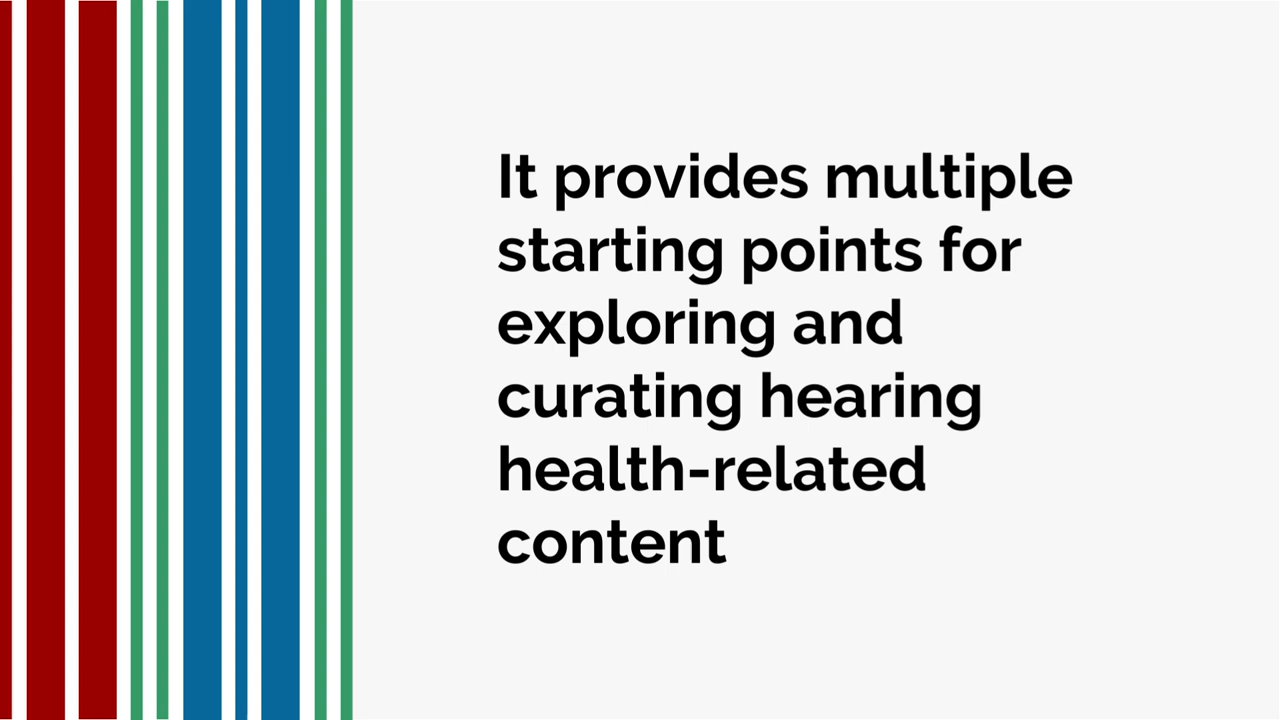 It provides multiple
starting points for
exploring and
curating hearing
health-related
content